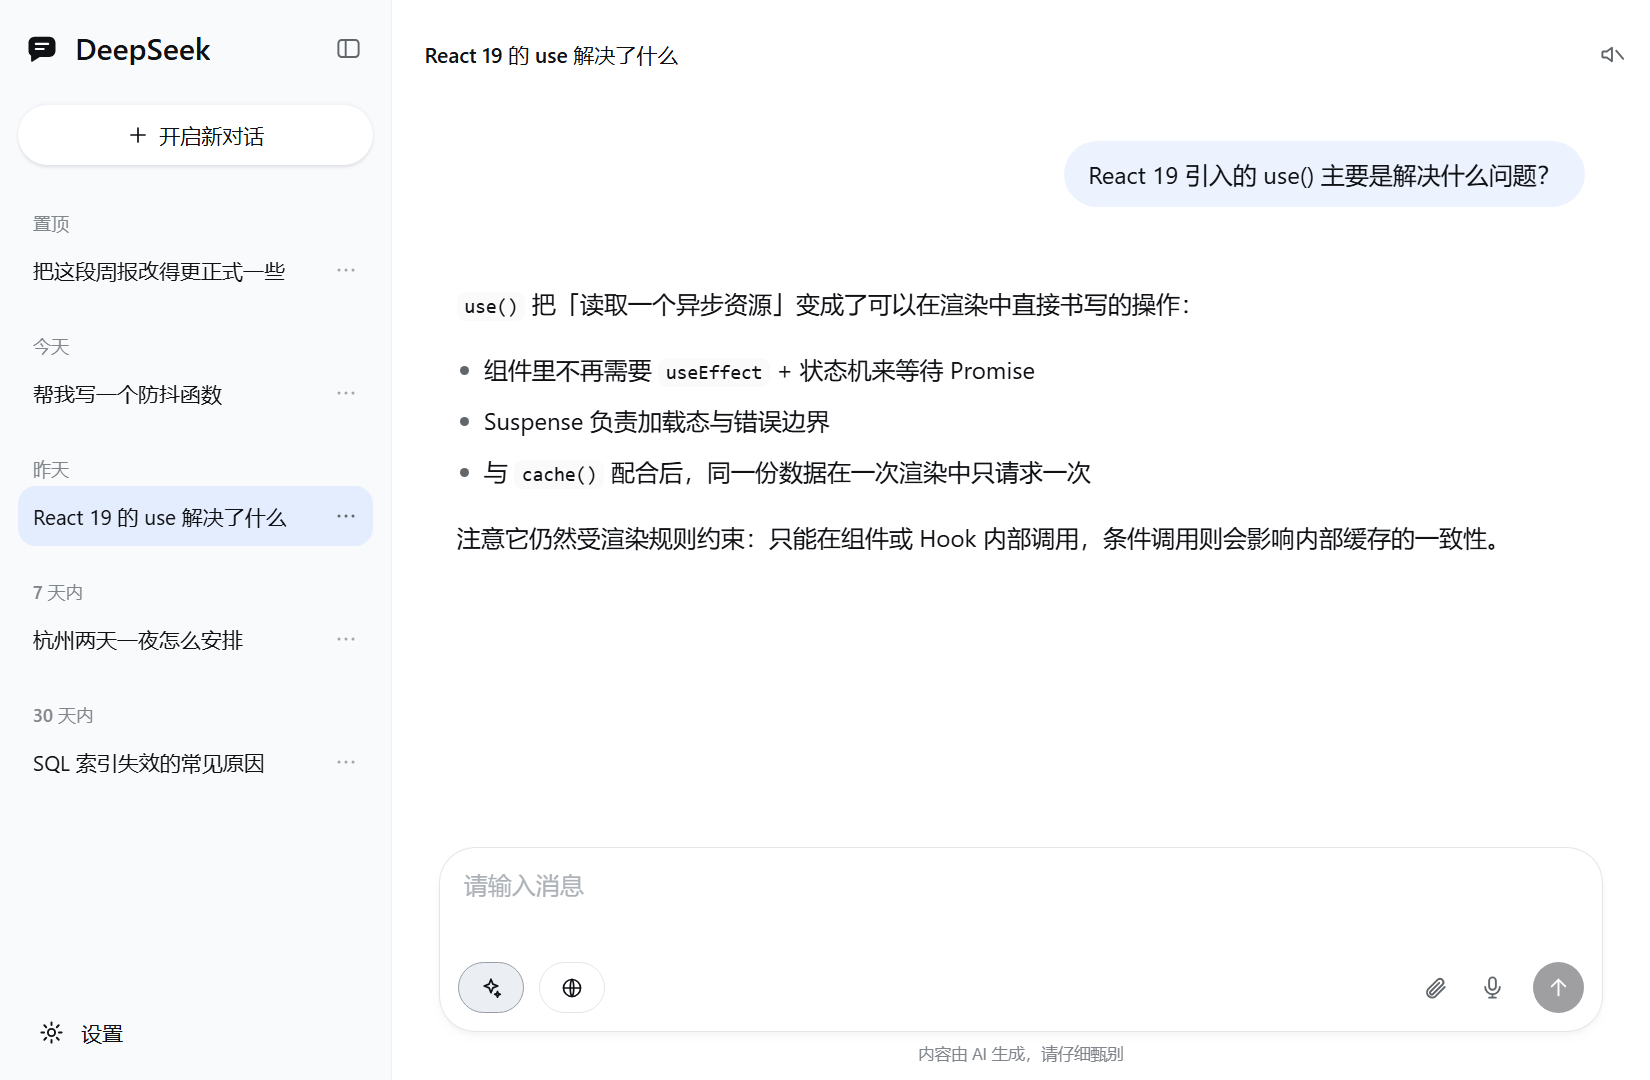 DeepSeek
开启新对话
置顶
把这段周报改得更正式一些
今天
帮我写一个防抖函数
昨天
React 19 的 use 解决了什么
7 天内
杭州两天一夜怎么安排
30 天内
SQL 索引失效的常见原因
设置
React 19 的 use 解决了什么
React 19 引入的 use() 主要是解决什么问题？
use() 把「读取一个异步资源」变成了可以在渲染中直接书写的操作：
组件里不再需要 useEffect + 状态机来等待 Promise
Suspense 负责加载态与错误边界
与 cache() 配合后，同一份数据在一次渲染中只请求一次
注意它仍然受渲染规则约束：只能在组件或 Hook 内部调用，条件调用则会影响内部缓存的一致性。
请输入消息
内容由 AI 生成，请仔细甄别